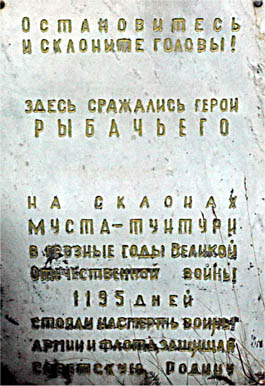 Остановитесь
и склоните головы!
Здесь сражались герои
Рыбачьего
На склонах
Муста-Тунтури
в грозные годы Великой
Отечественной войны
1195 дней
стояли насмерть воины
армии и флота, защищая
Советскую Родину